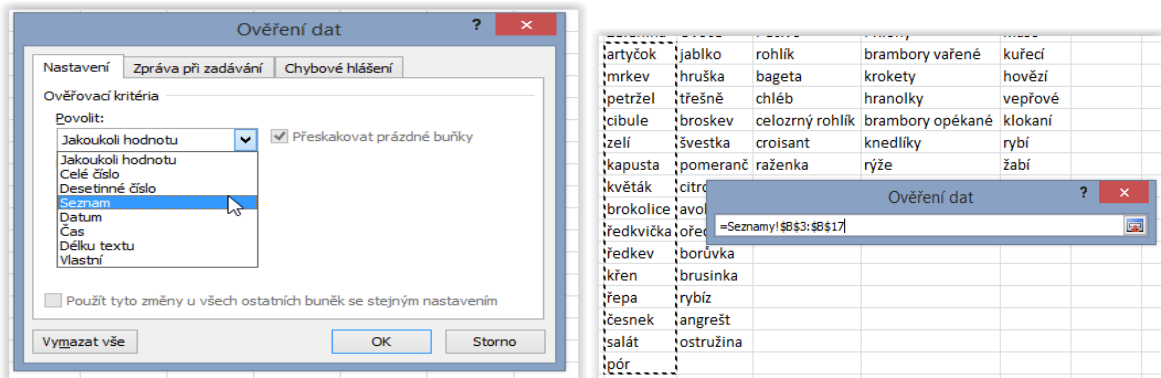 Ověření dat ? ×
Nastavení Zpráva při zadávání Chybové hlášení
Ověřovací kritéria
Povolit:
Jakoukoli hodnotu Přeskakovat prázdné buňky
Jakoukoli hodnotu
Celé číslo
Desetinné číslo
Seznam
Datum
Čas
Délku textu
Vlastní
Použít tyto změny u všech ostatních buněk se stejným nastavením
Vymazat vše OK Storno
artyčok jablko rohlík brambory vařené kuřecí
mrkev hruška bageta krokety hovězí
petržel třešně chléb hranolky vepřové
cibule broskev celozrný rohlík brambory opékané klokaní
zelí švestka croisant knedlíky rybí
kapusta pomeranč raženka rýže žabí
květák
brokolice
ředkvička
Ověření dat ? ×
=Seznamy!$B$3:$B$17
ředkev borůvka
křen brusinka
řepa rybíz
česnek angrešt
salát ostružina
pór